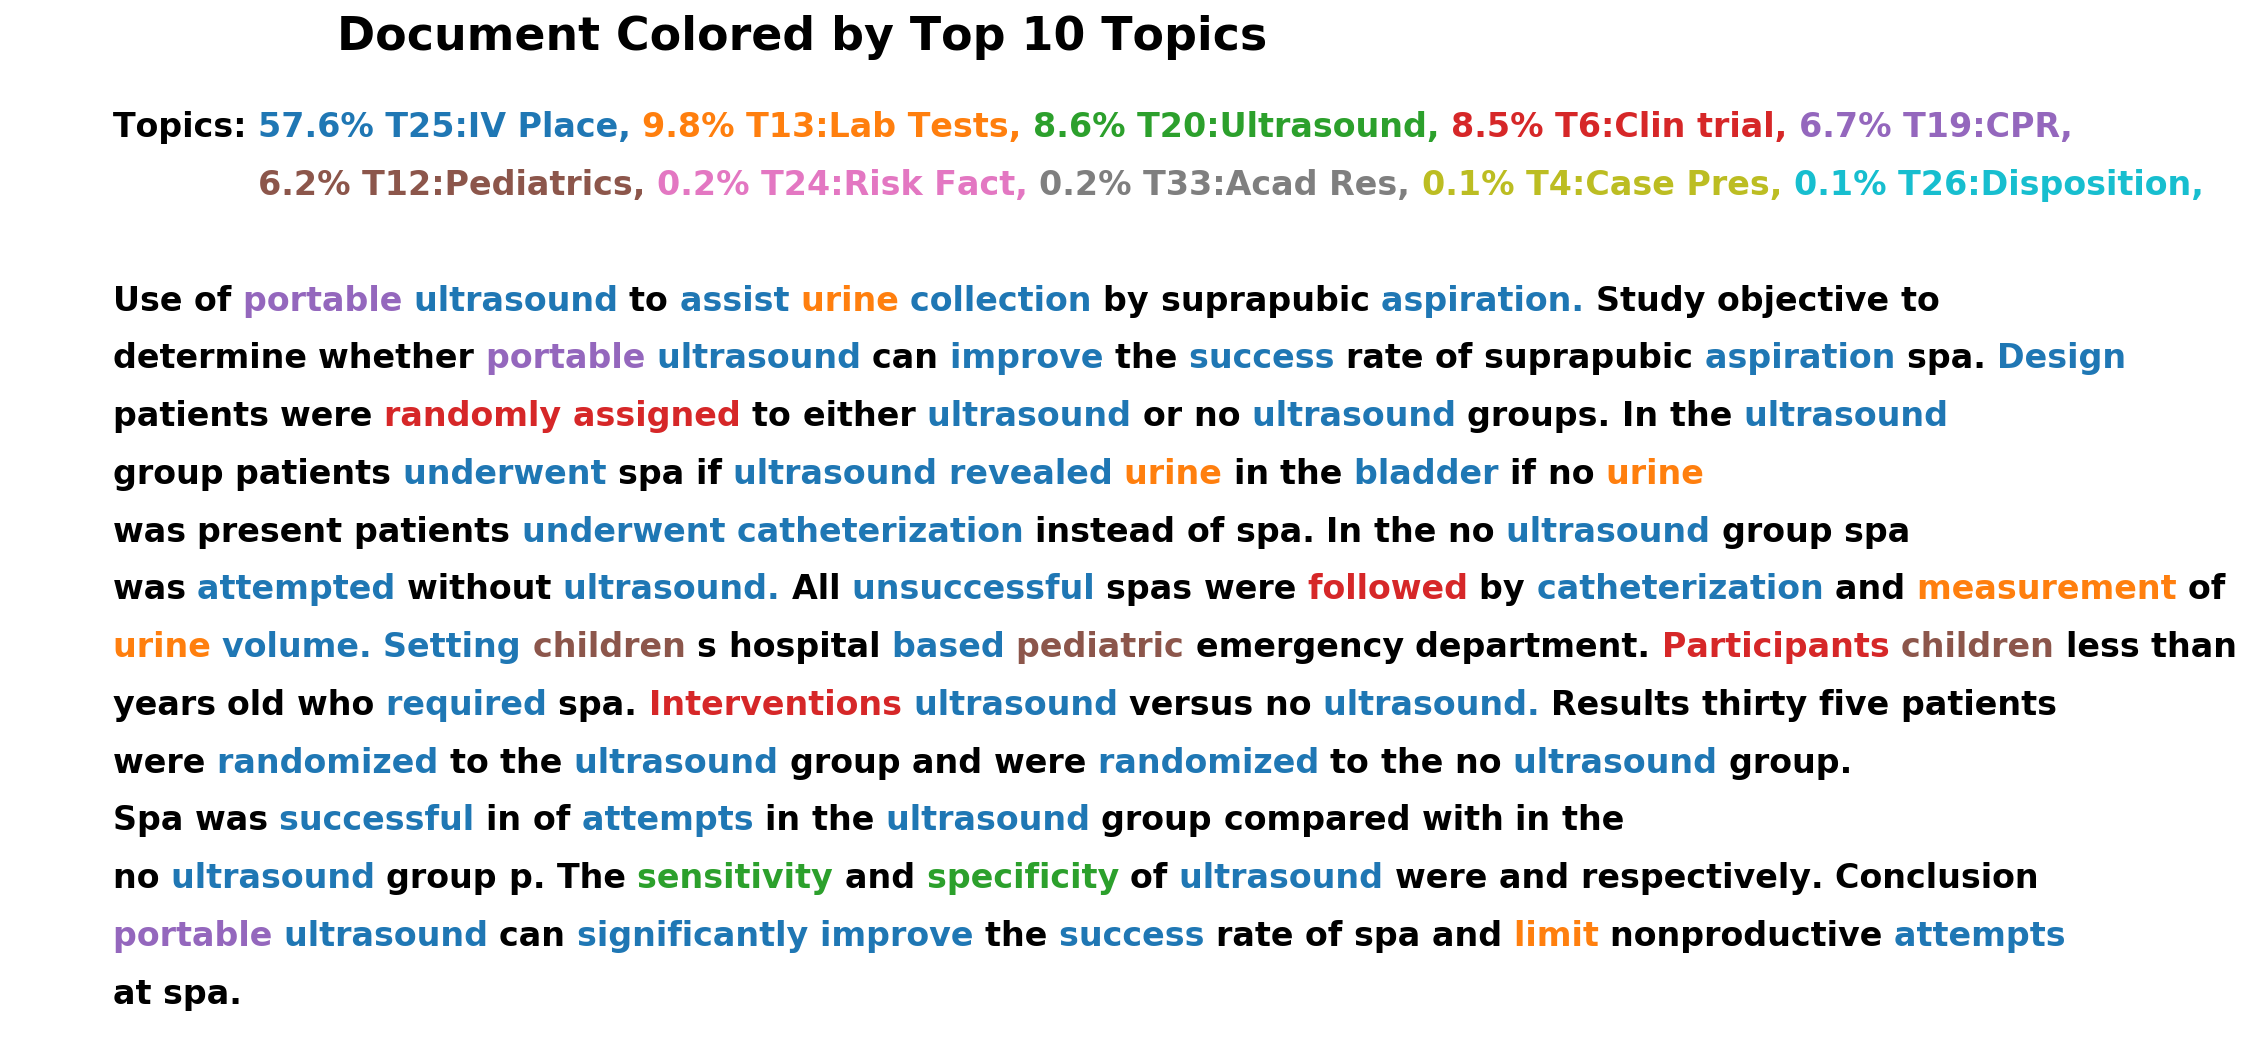 Document Colored by Top 10 Topics
Topics: 57.6% T25:IV Place, 9.8% T13:Lab Tests, 8.6% T20:Ultrasound, 8.5% T6:Clin trial, 6.7% T19:CPR,
6.2% T12:Pediatrics, 0.2% T24:Risk Fact, 0.2% T33:Acad Res, 0.1% T4:Case Pres, 0.1% T26:Disposition,
Use of portable ultrasound to assist urine collection by suprapubic aspiration. Study objective to
determine whether portable ultrasound can improve the success rate of suprapubic aspiration spa. Design
patients were randomly assigned to either ultrasound or no ultrasound groups. In the ultrasound
group patients underwent spa if ultrasound revealed urine in the bladder if no urine
was present patients underwent catheterization instead of spa. In the no ultrasound group spa
was attempted without ultrasound. All unsuccessful spas were followed by catheterization and measurement of
urine volume. Setting children s hospital based pediatric emergency department. Participants children less than
years old who required spa. Interventions ultrasound versus no ultrasound. Results thirty five patients
were randomized to the ultrasound group and were randomized to the no ultrasound group.
Spa was successful in of attempts in the ultrasound group compared with in the
no ultrasound group p. The sensitivity and specificity of ultrasound were and respectively. Conclusion
portable ultrasound can significantly improve the success rate of spa and limit nonproductive attempts
at spa.